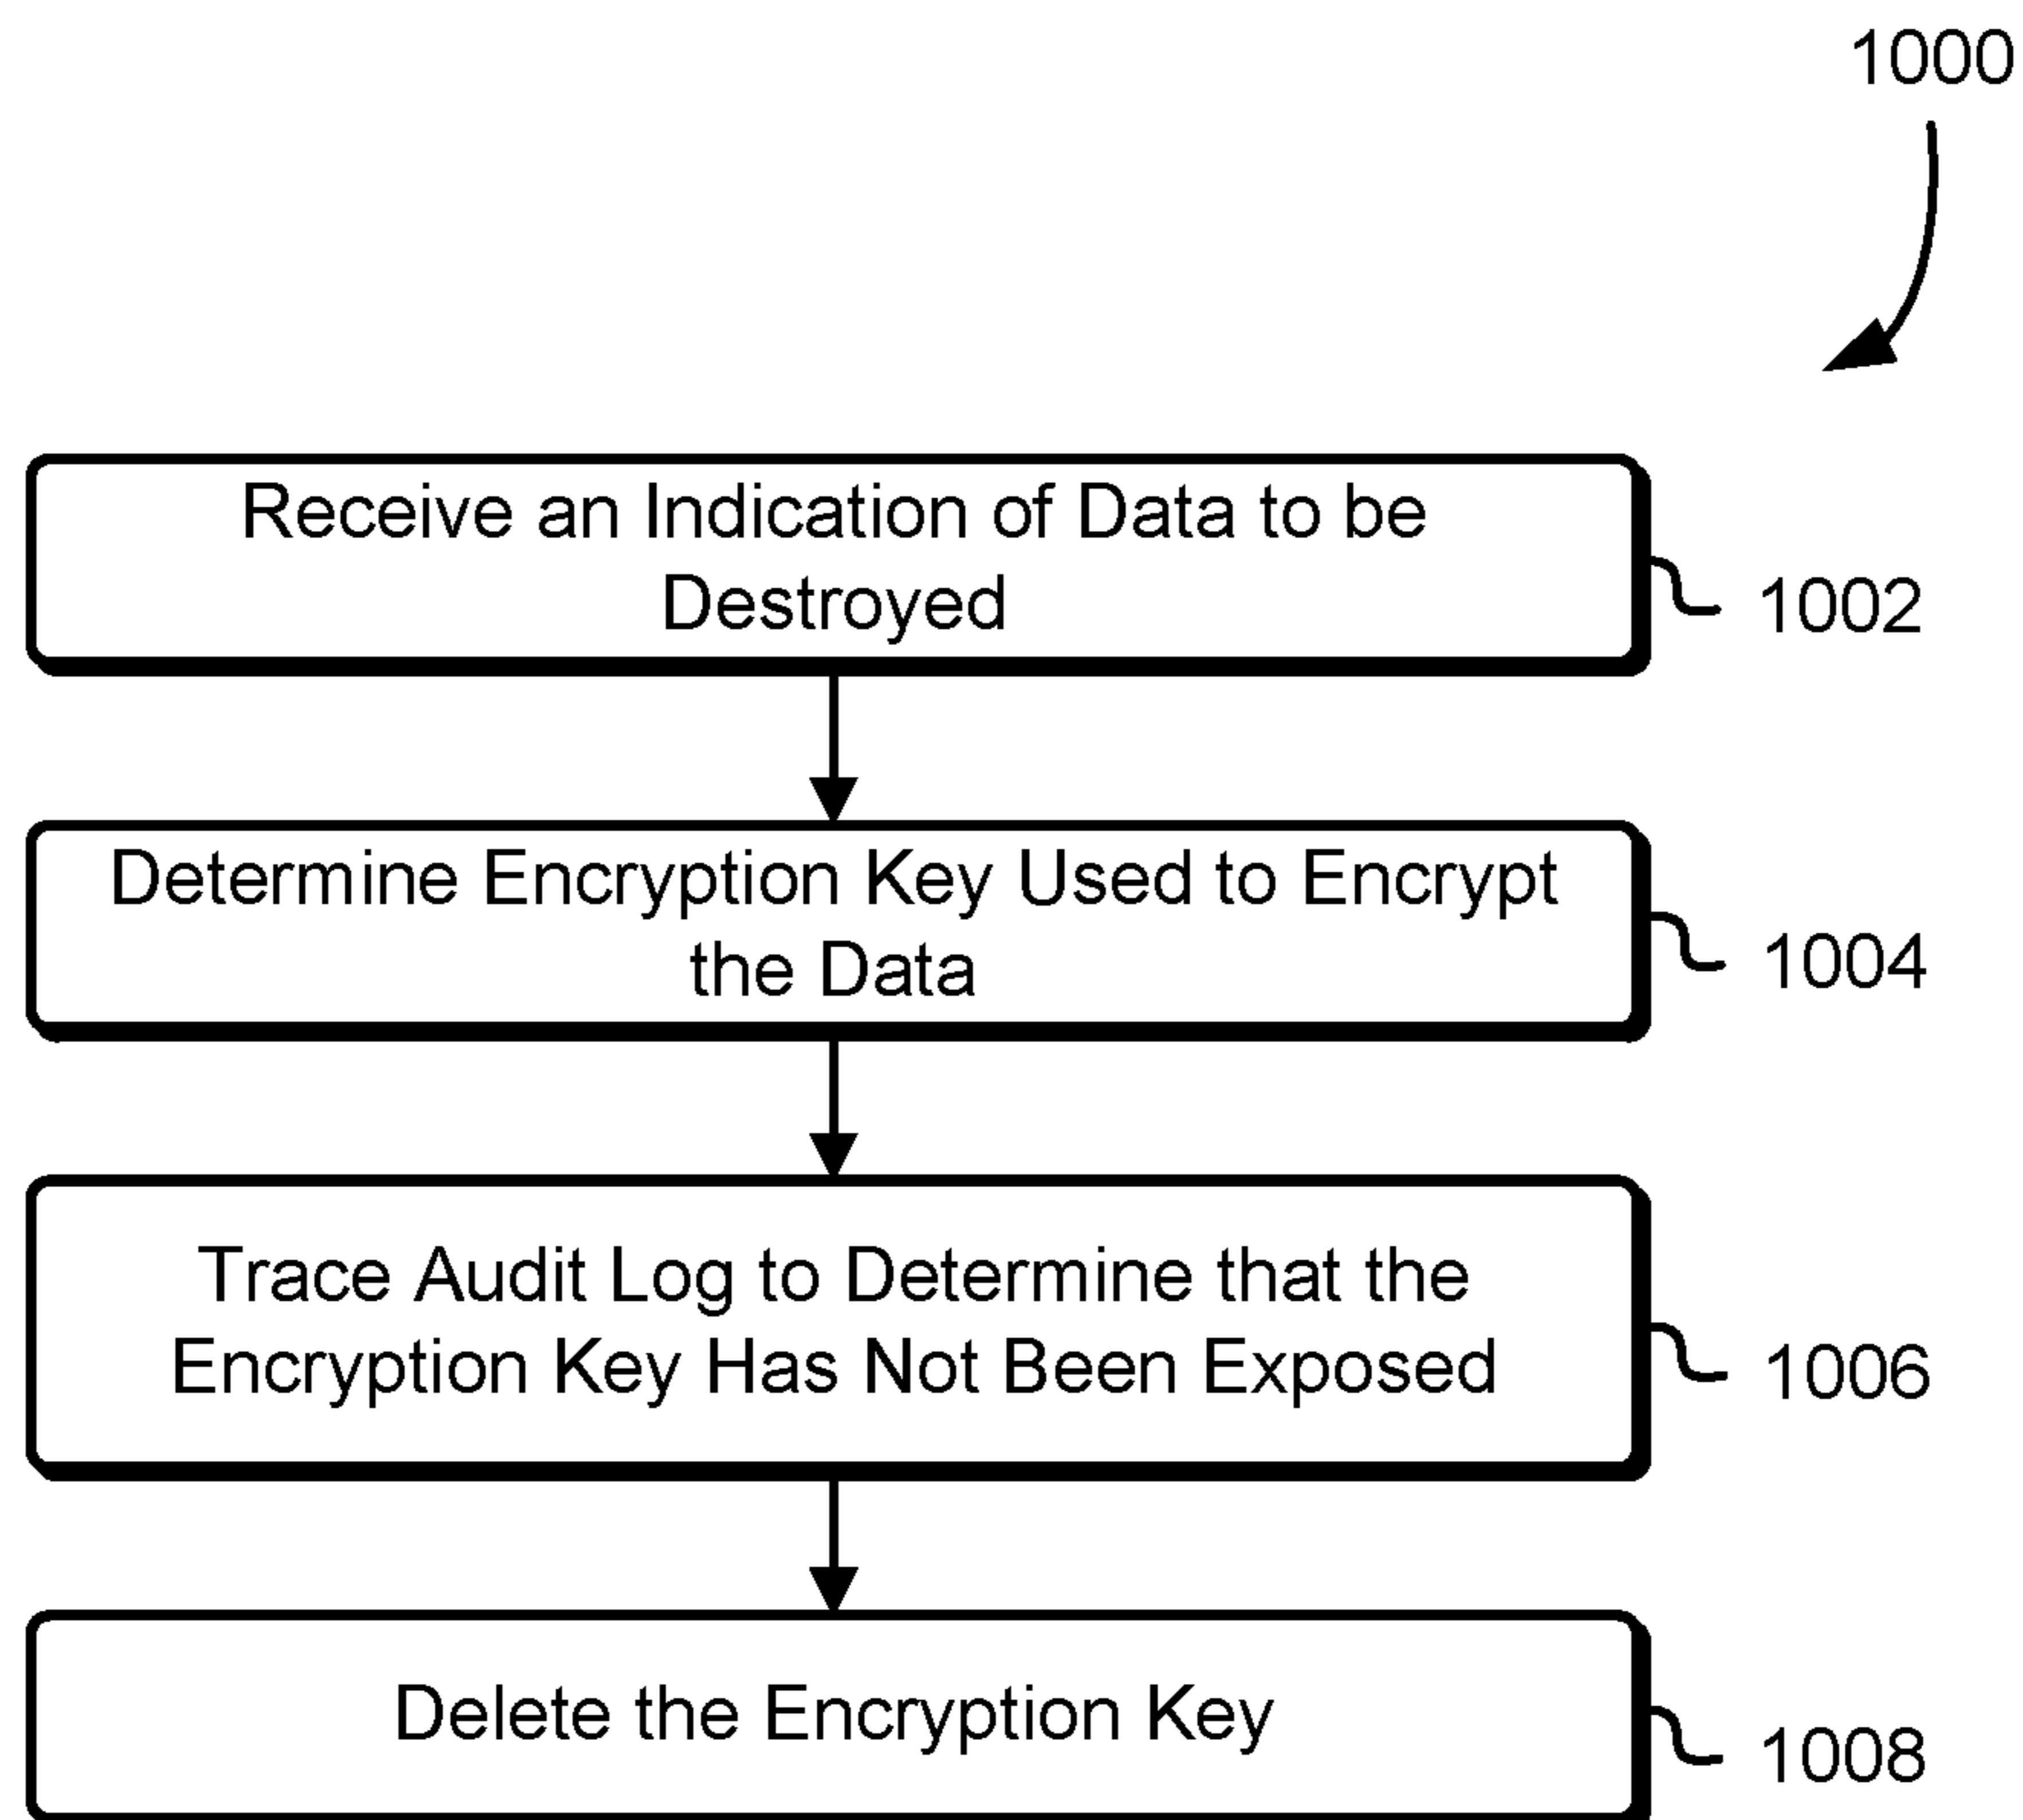 1000
Receive an Indication of Data to be
Destroyed
1002
Determine Encryption Key Used to Encrypt
the Data
1004
Trace Audit Log to Determine that the
Encryption Key Has Not Been Exposed
1006
Delete the Encryption Key
1008